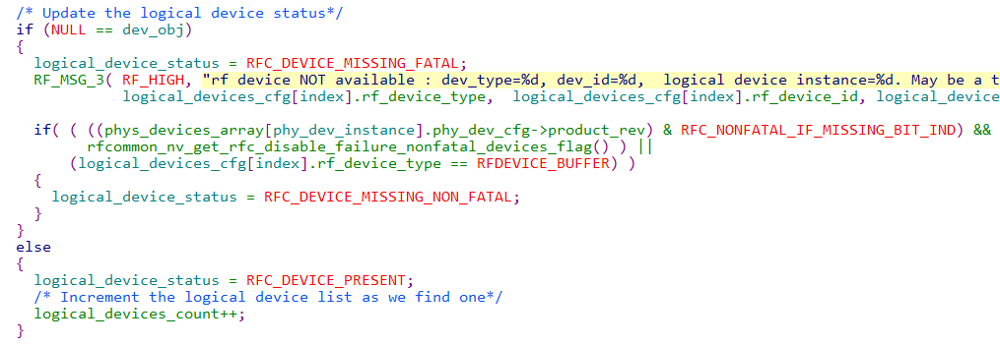 /* Update the logical device status*/
if (NULL == dev_obj)
{
  logical_device_status = RFC_DEVICE_MISSING_FATAL;
  RF_MSG_3( RF_HIGH, "rf device NOT available : dev_type=%d, dev_id=%d,  logical device instance=%d. May be a t
            logical_devices_cfg[index].rf_device_type,  logical_devices_cfg[index].rf_device_id, logical_device

  if( ( ((phys_devices_array[phy_dev_instance].phy_dev_cfg->product_rev) & RFC_NONFATAL_IF_MISSING_BIT_IND) &&
        rfcommon_nv_get_rfc_disable_failure_nonfatal_devices_flag() ) ||
      (logical_devices_cfg[index].rf_device_type == RFDEVICE_BUFFER) )
  {
    logical_device_status = RFC_DEVICE_MISSING_NON_FATAL;
  }
}
else
{
  logical_device_status = RFC_DEVICE_PRESENT;
  /* Increment the logical device list as we find one*/
  logical_devices_count++;
}